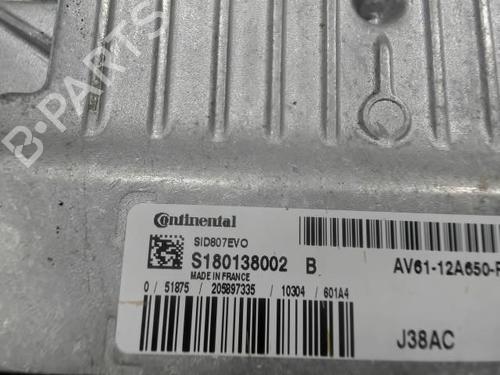 B-PARTS
Continental
SID807EVO
S180138002 B
MADE IN FRANCE
AV61-12A650-
0 / 51875 / 205897335 / 10304 / 601A4
J38AC